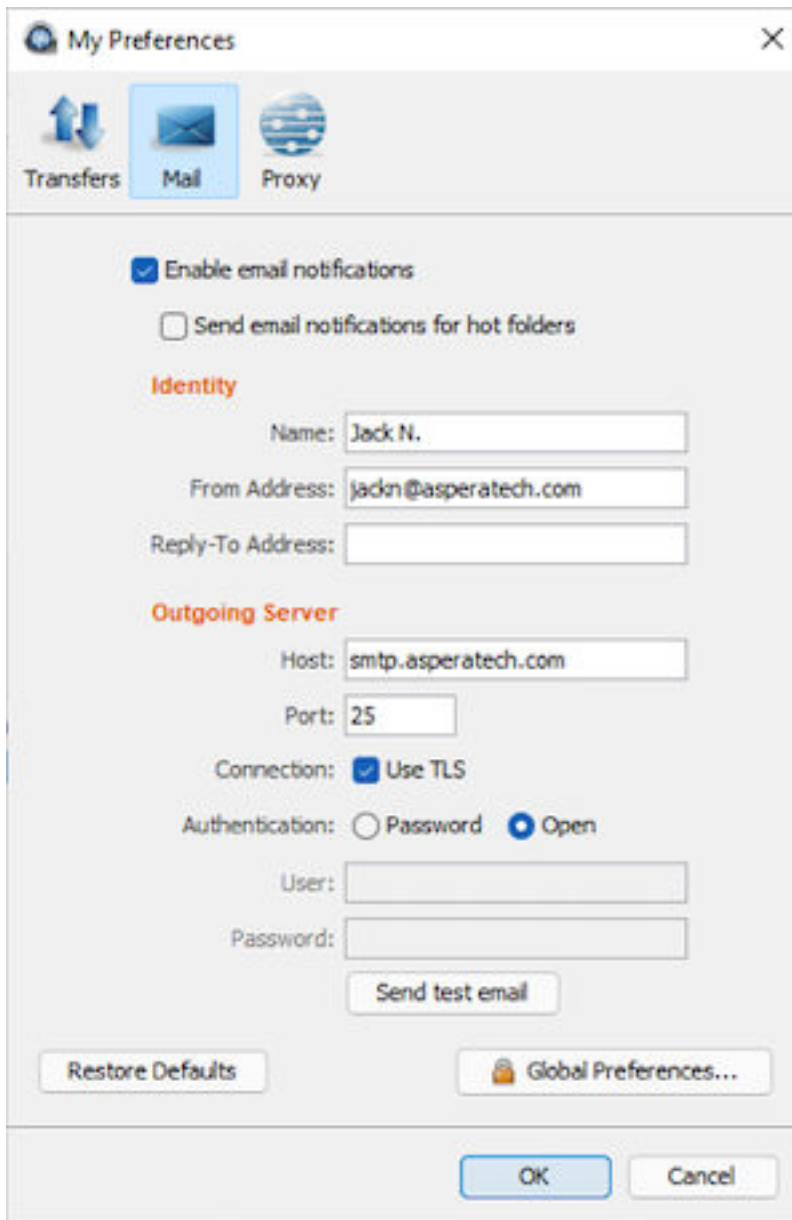 My Preferences
Transfers Mail Proxy
Enable email notifications
Send email notifications for hot folders
Identity
Name: Jack N.
From Address: jackn@asperatech.com
Reply-To Address:
Outgoing Server
Host: smtp.asperatech.com
Port: 25
Connection: Use TLS
Authentication: Password Open
User:
Password:
Send test email
Restore Defaults Global Preferences...
OK Cancel